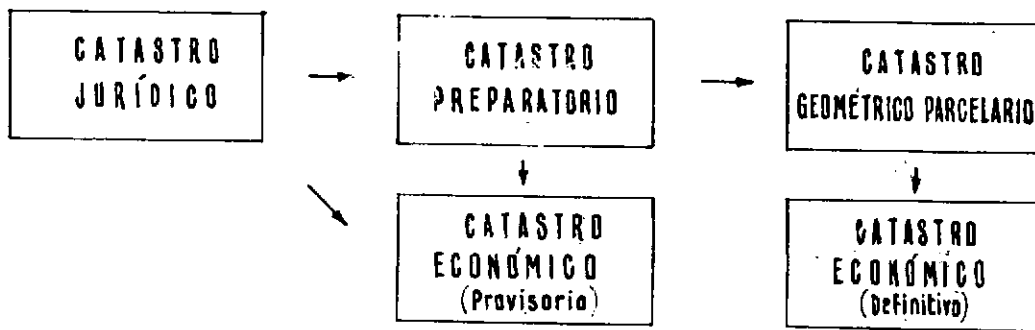 CATASTRO
JURÍDICO
CATASTRO
PREPARATORIO
CATASTRO
GEOMÉTRICO PARCELARIO
CATASTRO
ECONÓMICO
(Provisorio)
CATASTRO
ECONÓMICO
(Definitivo)